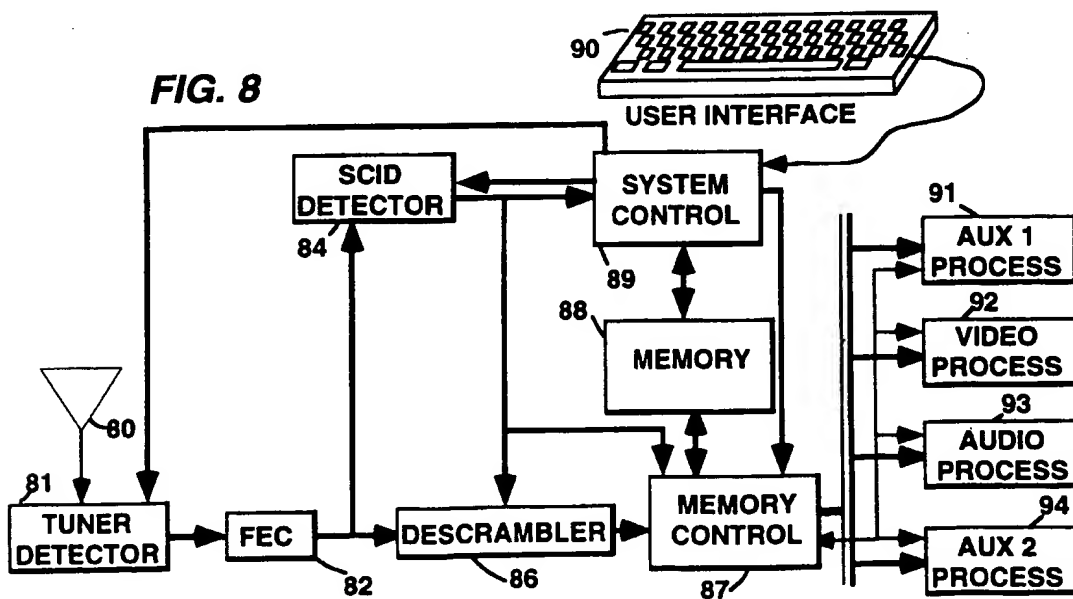 90
FIG. 8
USER INTERFACE
SCID
DETECTOR
84
SYSTEM
CONTROL
89
91
AUX 1
PROCESS
92
VIDEO
PROCESS
88
MEMORY
80
93
AUDIO
PROCESS
81
TUNER
DETECTOR
FEC
82
DESCRAMBLER
86
MEMORY
CONTROL
87
94
AUX 2
PROCESS